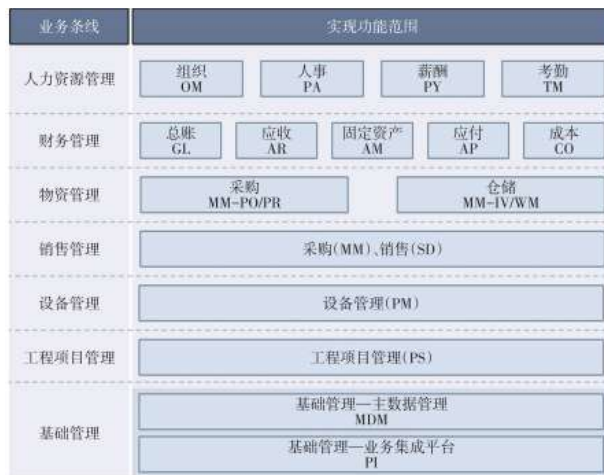 业务条线 实现功能范围
人力资源管理
组织 人事 薪酬 考勤
OM PA PY TM
财务管理
总账 应收 固定资产 应付 成本
GL AR AM AP CO
物资管理
采购 仓储
MM-PO/PR MM-IV/WM
销售管理 采购(MM)、销售(SD)
设备管理 设备管理(PM)
工程项目管理 工程项目管理(PS)
基础管理
基础管理—主数据管理
MDM
基础管理—业务集成平台
PI